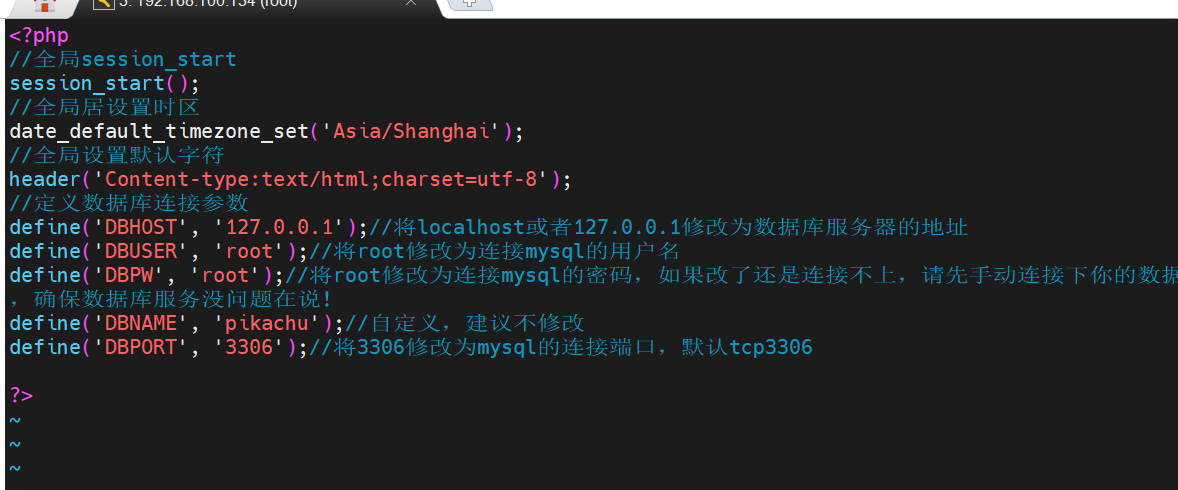 3. 192.168.100.134 (root)
<?php
//全局session_start
session_start();
//全局居设置时区
date_default_timezone_set('Asia/Shanghai');
//全局设置默认字符
header('Content-type:text/html;charset=utf-8');
//定义数据库连接参数
define('DBHOST', '127.0.0.1');//将localhost或者127.0.0.1修改为数据库服务器的地址
define('DBUSER', 'root');//将root修改为连接mysql的用户名
define('DBPW', 'root');//将root修改为连接mysql的密码，如果改了还是连接不上，请先手动连接下你的数据
，确保数据库服务没问题在说！
define('DBNAME', 'pikachu');//自定义，建议不修改
define('DBPORT', '3306');//将3306修改为mysql的连接端口，默认tcp3306
?>
~
~
~